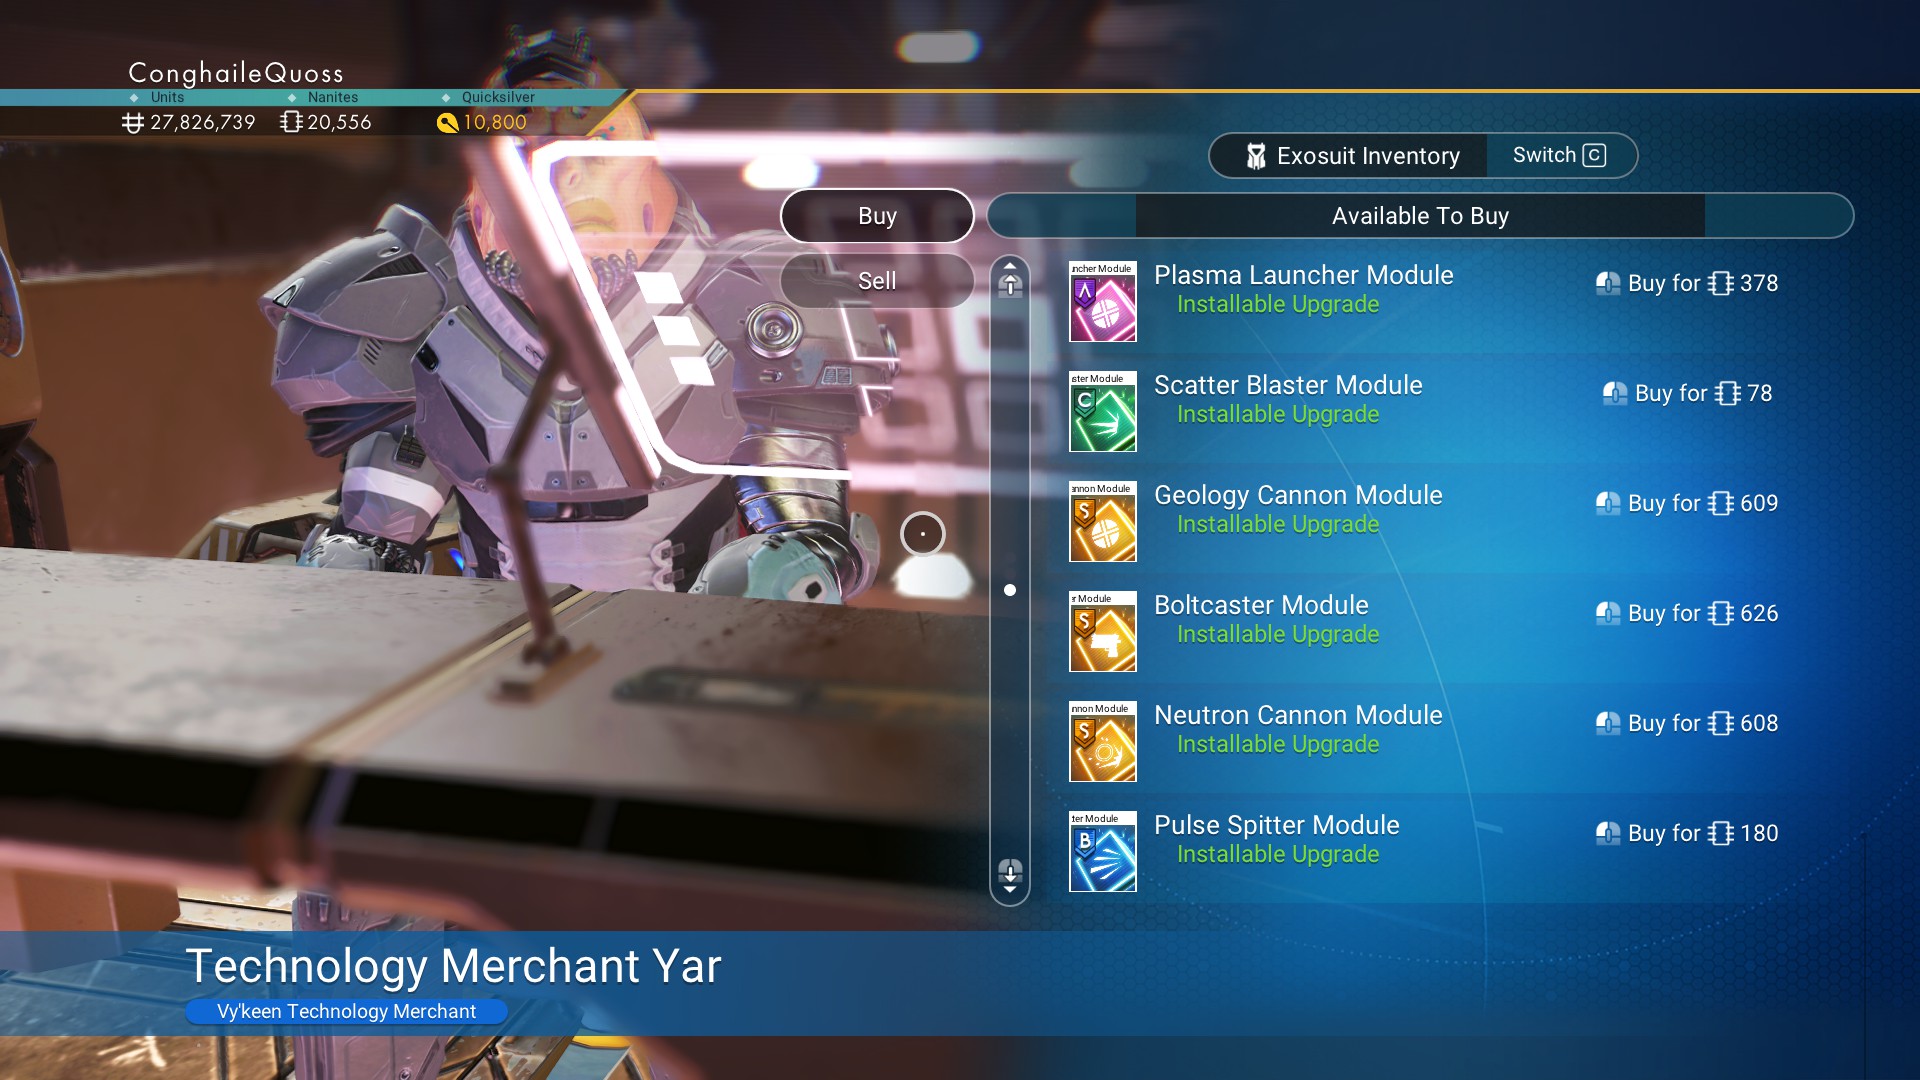 ConghaileQuoss
Units Nanites Quicksilver
27,826,739 20,556 10,800
Exosuit Inventory Switch C
Buy Available To Buy
Sell
ncher Module
Λ
Plasma Launcher Module
Installable Upgrade
Buy for 378
ster Module
C
Scatter Blaster Module
Installable Upgrade
Buy for 78
annon Module
S
Geology Cannon Module
Installable Upgrade
Buy for 609
r Module
S
Boltcaster Module
Installable Upgrade
Buy for 626
nnon Module
S
Neutron Cannon Module
Installable Upgrade
Buy for 608
ter Module
B
Pulse Spitter Module
Installable Upgrade
Buy for 180
Technology Merchant Yar
Vy'keen Technology Merchant